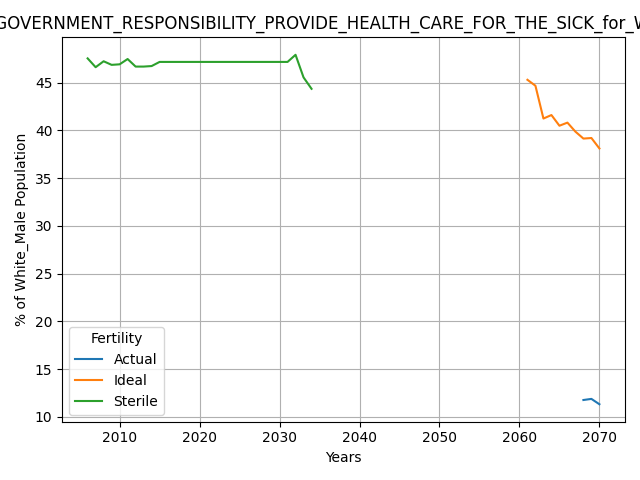 GOVERNMENT_RESPONSIBILITY_PROVIDE_HEALTH_CARE_FOR_THE_SICK_for_W
% of White_Male Population
45
40
35
30
25
20
15
10
Fertility
Actual
Ideal
Sterile
2010 2020 2030 2040 2050 2060 2070
Years